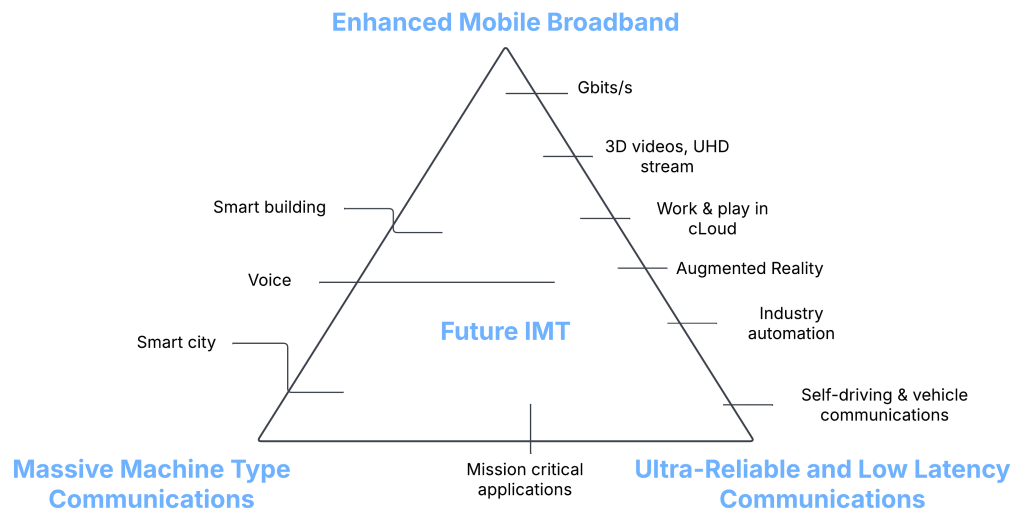 Enhanced Mobile Broadband
Gbits/s
3D videos, UHD
stream
Smart building
Work & play in
cLoud
Voice
Augmented Reality
Future IMT
Industry
automation
Smart city
Self-driving & vehicle
communications
Massive Machine Type
Communications
Mission critical
applications
Ultra-Reliable and Low Latency
Communications